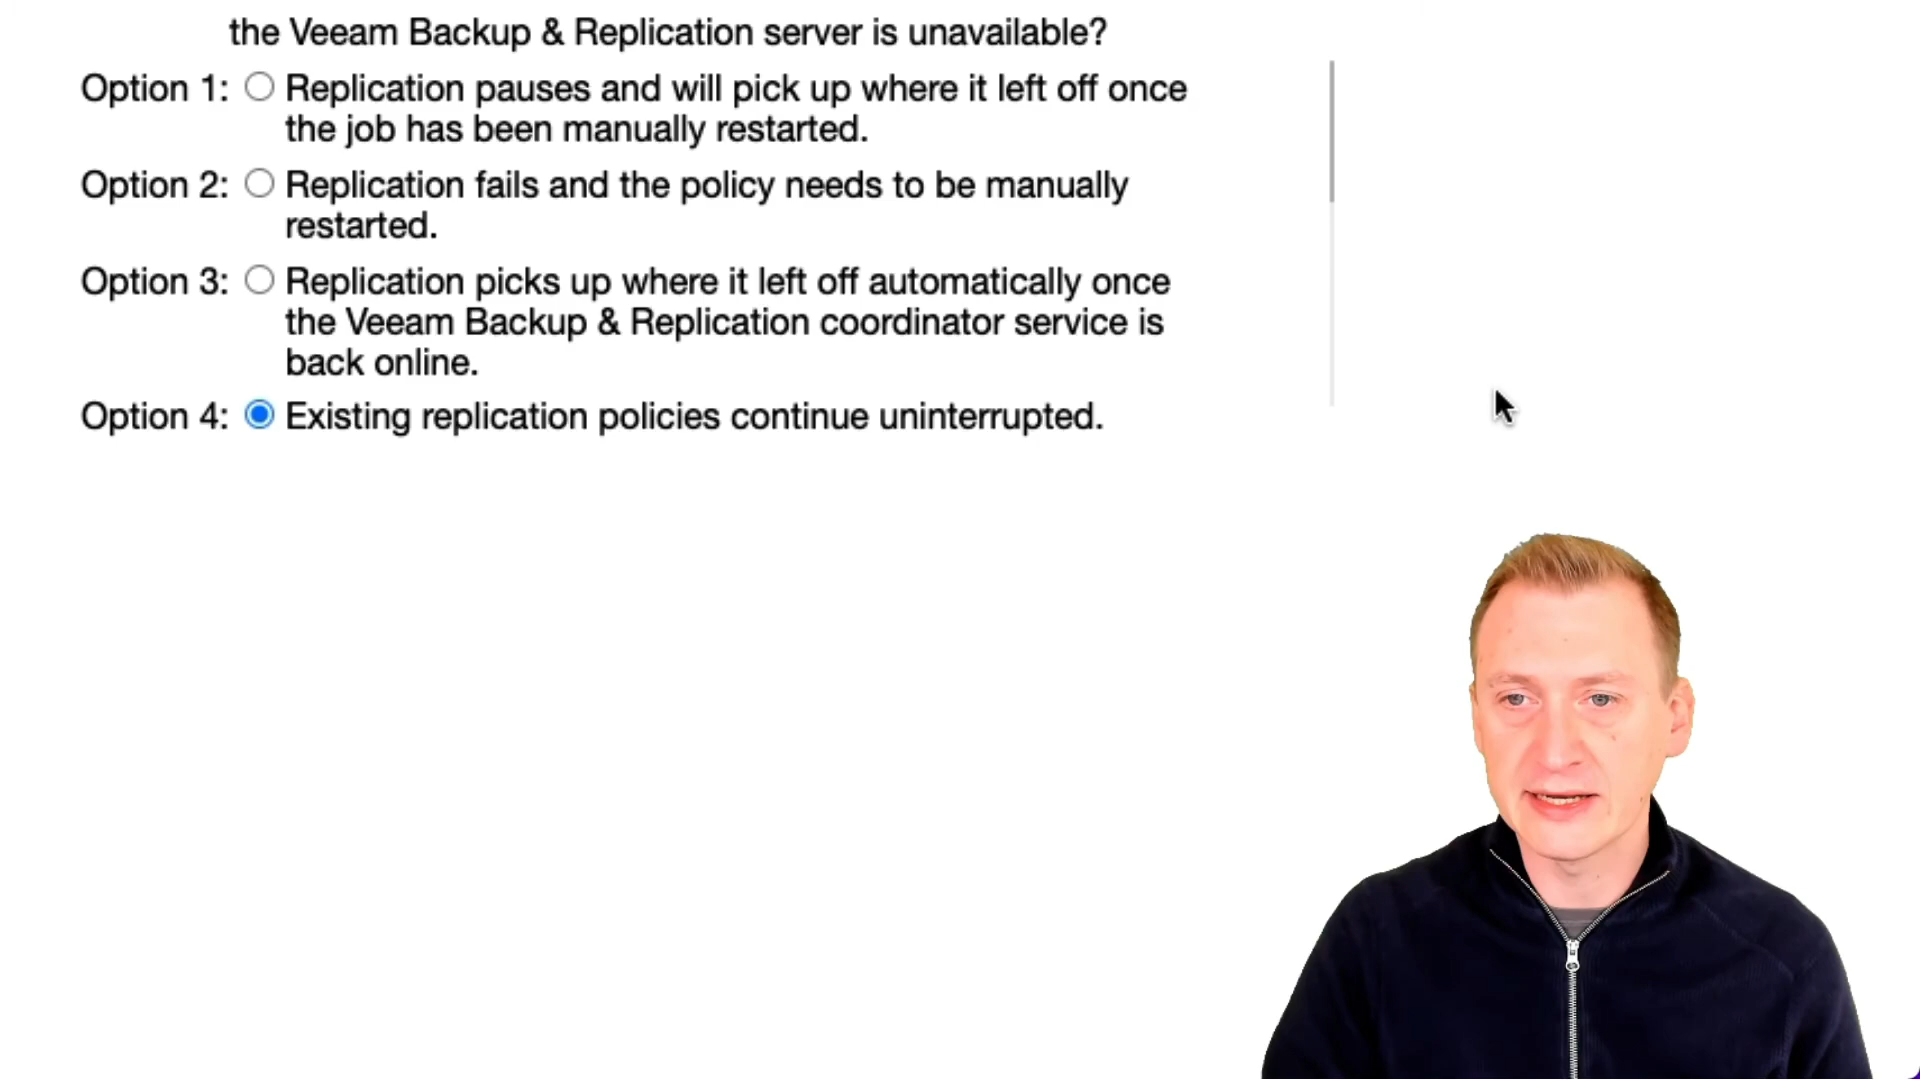 the Veeam Backup & Replication server is unavailable?
Option 1: Replication pauses and will pick up where it left off once
the job has been manually restarted.
Option 2: Replication fails and the policy needs to be manually
restarted.
Option 3: Replication picks up where it left off automatically once
the Veeam Backup & Replication coordinator service is
back online.
Option 4: Existing replication policies continue uninterrupted.